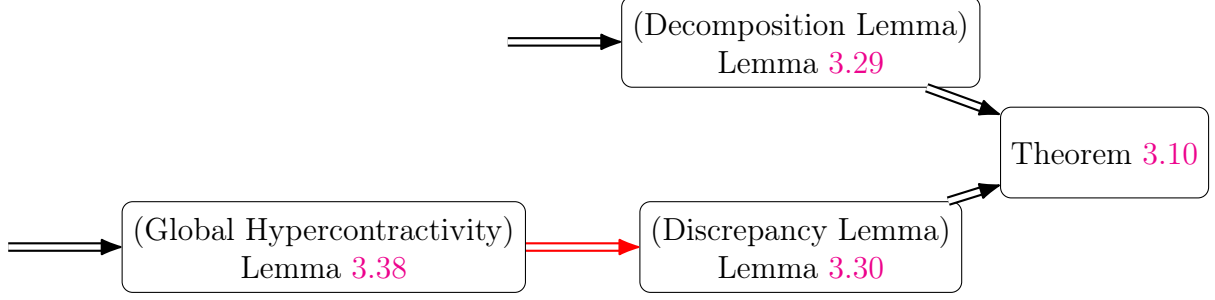 (Decomposition Lemma)
Lemma 3.29
Theorem 3.10
(Global Hypercontractivity)
Lemma 3.38
(Discrepancy Lemma)
Lemma 3.30